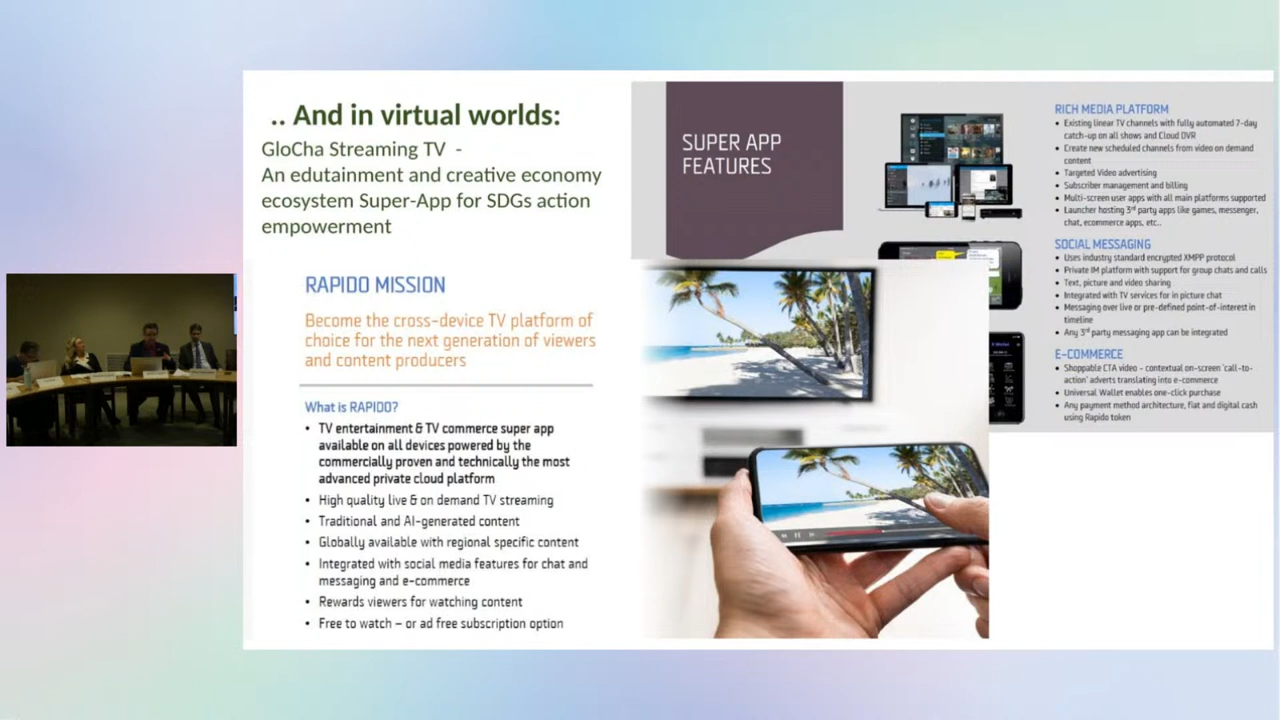 .. And in virtual worlds:
GloCha Streaming TV -
An edutainment and creative economy
ecosystem Super-App for SDGs action
empowerment
RAPIDO MISSION
Become the cross-device TV platform of
choice for the next generation of viewers
and content producers
What is RAPIDO?
• TV entertainment & TV commerce super app
available on all devices powered by the
commercially proven and technically the most
advanced private cloud platform
• High quality live & on demand TV streaming
• Traditional and AI-generated content
• Globally available with regional specific content
• Integrated with social media features for chat and
messaging and e-commerce
• Rewards viewers for watching content
• Free to watch – or ad free subscription option
SUPER APP
FEATURES
RICH MEDIA PLATFORM
• Existing linear TV channels with fully automated 7-day
catch-up on all shows and Cloud DVR
• Create new scheduled channels from video on demand
content
• Targeted Video advertising
• Subscriber management and billing
• Multi-screen user apps with all main platforms supported
• Launcher hosting 3rd party apps like games, messenger,
chat, ecommerce apps, etc..
SOCIAL MESSAGING
• Uses industry standard encrypted XMPP protocol
• Private IM platform with support for group chats and calls
• Text, picture and video sharing
• Integrated with TV services for in picture chat
• Messaging over live or pre-defined point-of-interest in
timeline
• Any 3rd party messaging app can be integrated
E-COMMERCE
• Shoppable CTA video – contextual on-screen 'call-to-
action' adverts translating into e-commerce
• Universal Wallet enables one-click purchase
• Any payment method architecture, fiat and digital cash
using Rapido token